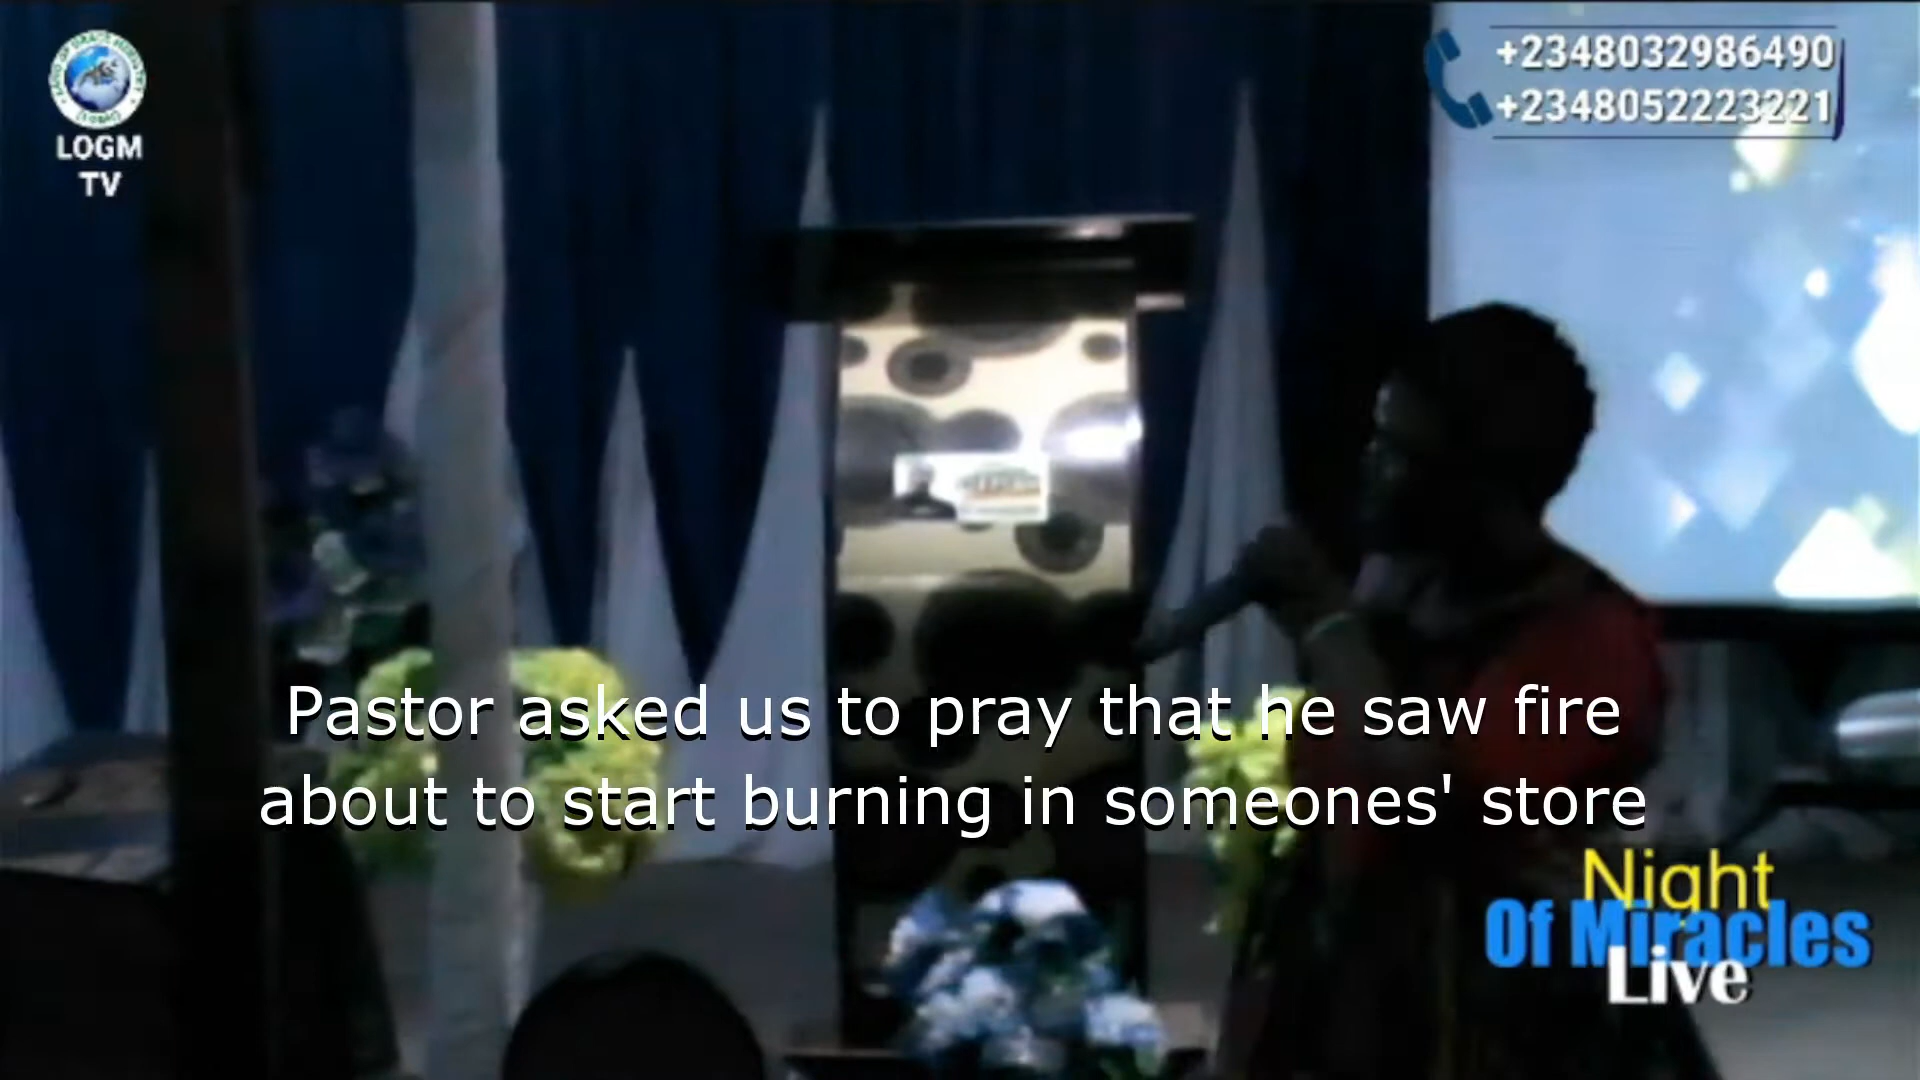 LOGM
TV
+2348032986490
+2348052223221
Pastor asked us to pray that he saw fire
about to start burning in someones' store
Night
Of Miracles
Live